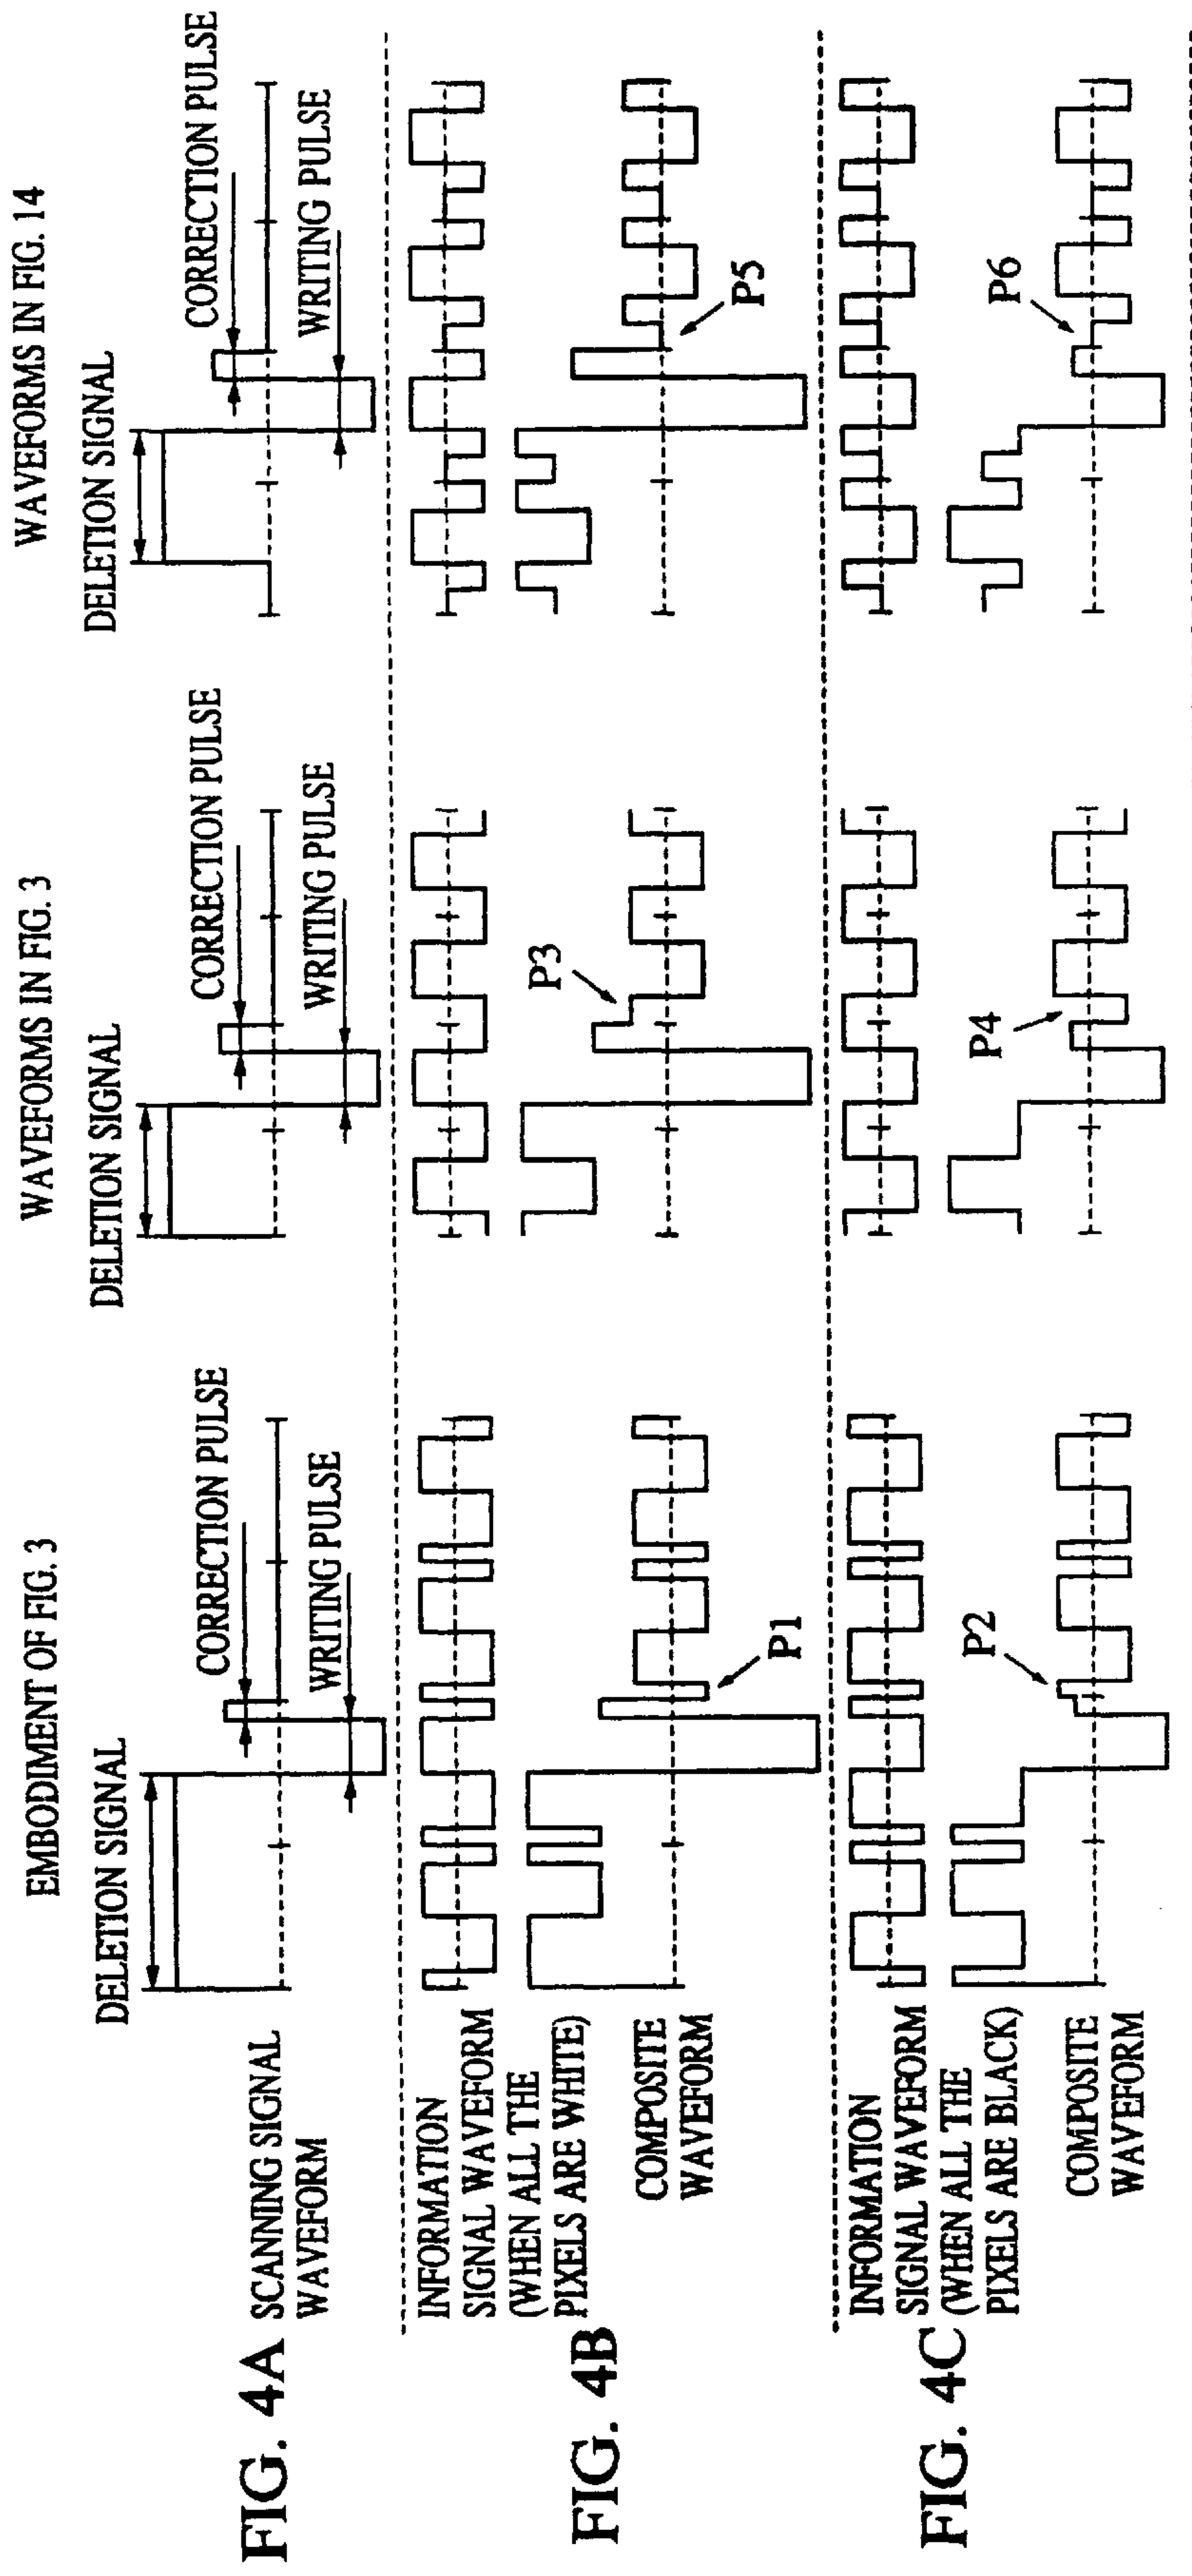 EMBODIMENT OF FIG. 3
WAVEFORMS IN FIG. 3
WAVEFORMS IN FIG. 14
DELETION SIGNAL
CORRECTION PULSE
WRITING PULSE
DELETION SIGNAL
CORRECTION PULSE
WRITING PULSE
DELETION SIGNAL
CORRECTION PULSE
WRITING PULSE
FIG. 4A
SCANNING SIGNAL
WAVEFORM
FIG. 4B
INFORMATION
SIGNAL WAVEFORM
(WHEN ALL THE
PIXELS ARE WHITE)
COMPOSITE
WAVEFORM
P1
P3
P5
FIG. 4C
INFORMATION
SIGNAL WAVEFORM
(WHEN ALL THE
PIXELS ARE BLACK)
COMPOSITE
WAVEFORM
P2
P4
P6